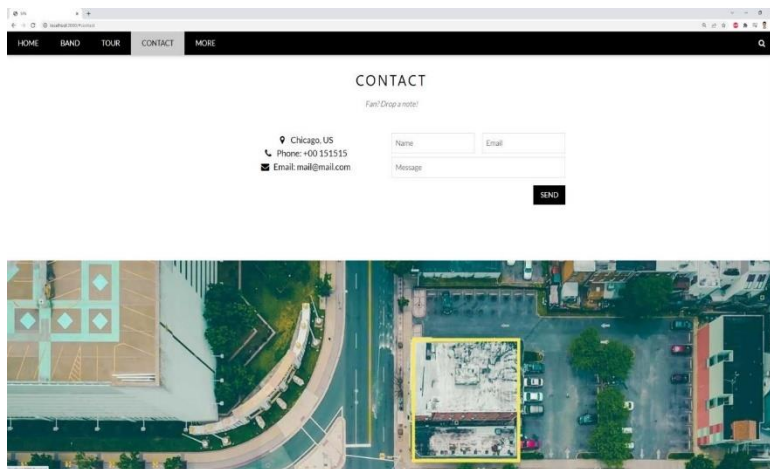 HOME BAND TOUR CONTACT MORE
CONTACT
Fan? Drop a note!
Chicago, US
Phone: +00 151515
Email: mail@mail.com
Name Email
Message
SEND